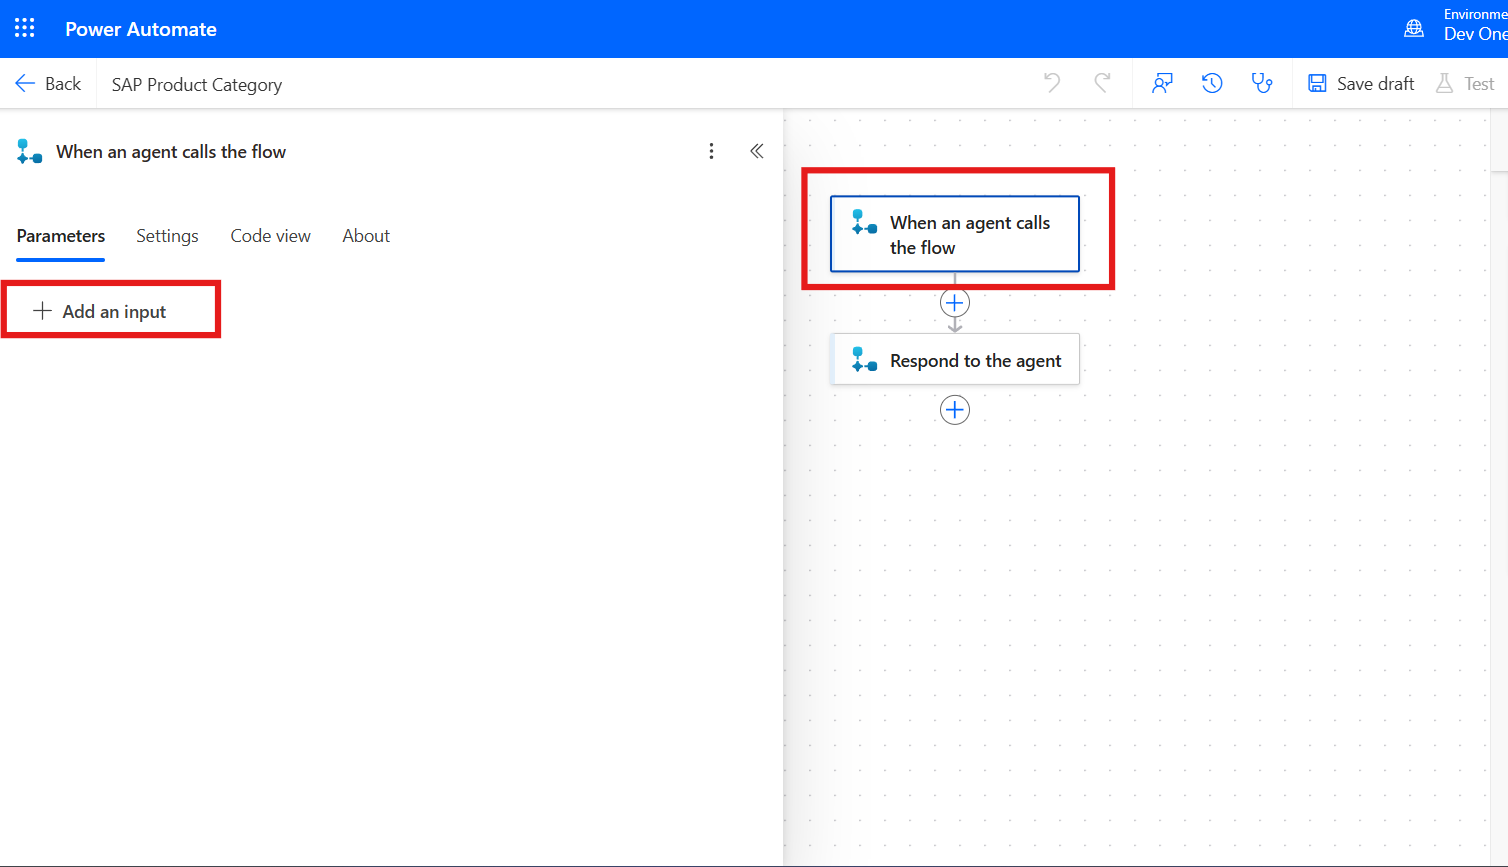 Power Automate
Environme
Dev One
Back
SAP Product Category
Save draft
Test
When an agent calls the flow
Parameters
Settings
Code view
About
Add an input
When an agent calls
the flow
Respond to the agent